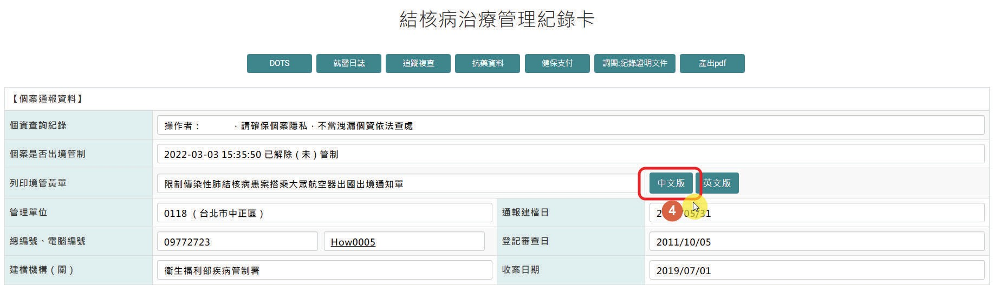 結核病治療管理紀錄卡
DOTS 就醫日誌 追蹤複查 抗藥資料 健保支付 調閱:紀錄證明文件 產出pdf
【個案通報資料】
個資查詢紀錄 操作者： ，請確保個案隱私，不當洩漏個資依法查處
個案是否出境管制 2022-03-03 15:35:50 已解除（未）管制
列印境管黃單 限制傳染性肺結核病患案搭乘大眾航空器出國出境通知單 中文版 英文版
管理單位 0118 （台北市中正區） 通報建檔日 05/31
4
總編號、電腦編號 09772723 How0005 登記審查日 2011/10/05
建檔機構（關） 衛生福利部疾病管制署 收案日期 2019/07/01